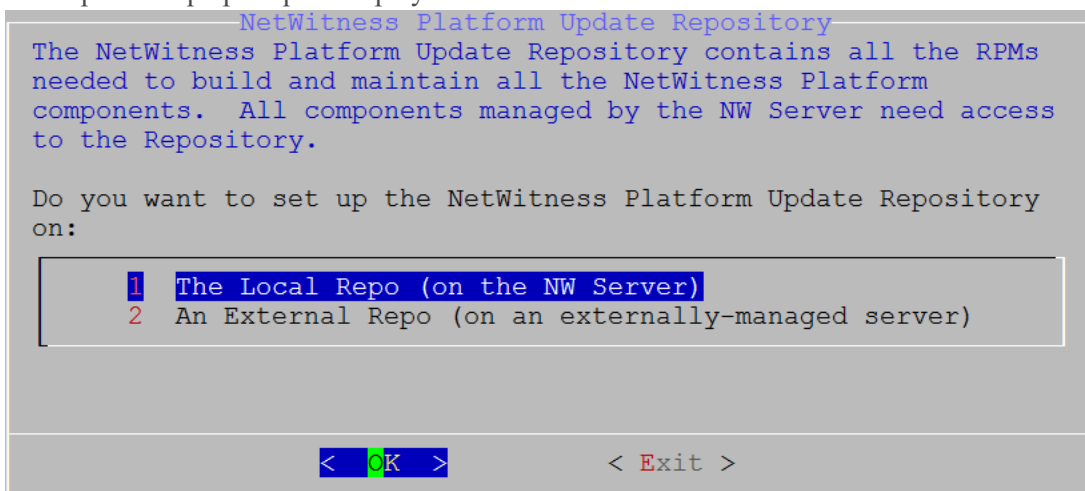 NetWitness Platform Update Repository
The NetWitness Platform Update Repository contains all the RPMs
needed to build and maintain all the NetWitness Platform
components.  All components managed by the NW Server need access
to the Repository.
Do you want to set up the NetWitness Platform Update Repository
on:
1 The Local Repo (on the NW Server)
2 An External Repo (on an externally-managed server)
< OK > < Exit >